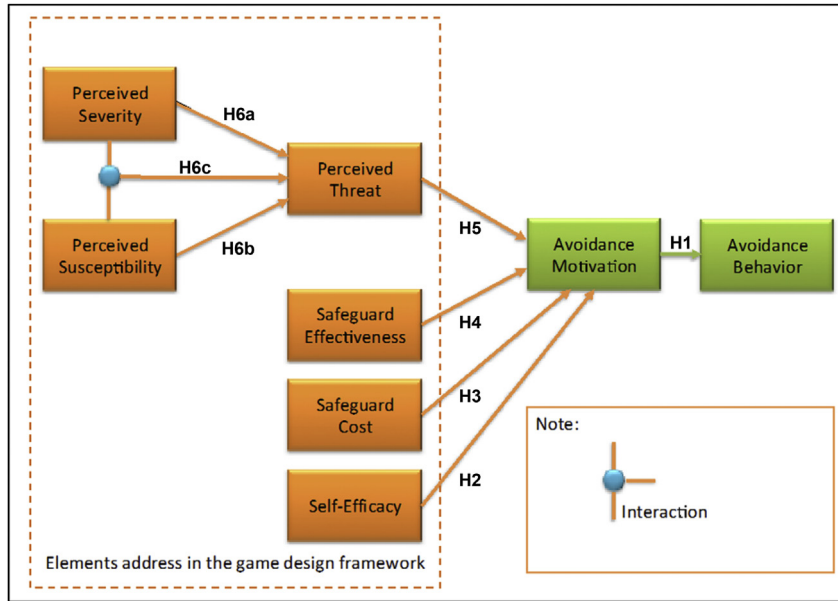 Perceived
Severity
H6a
H6c
Perceived
Threat
Perceived
Susceptibility
H6b
H5
Avoidance
Motivation
H1
Avoidance
Behavior
Safeguard
Effectiveness
H4
Safeguard
Cost
H3
Self-Efficacy
H2
Note:
Interaction
Elements address in the game design framework